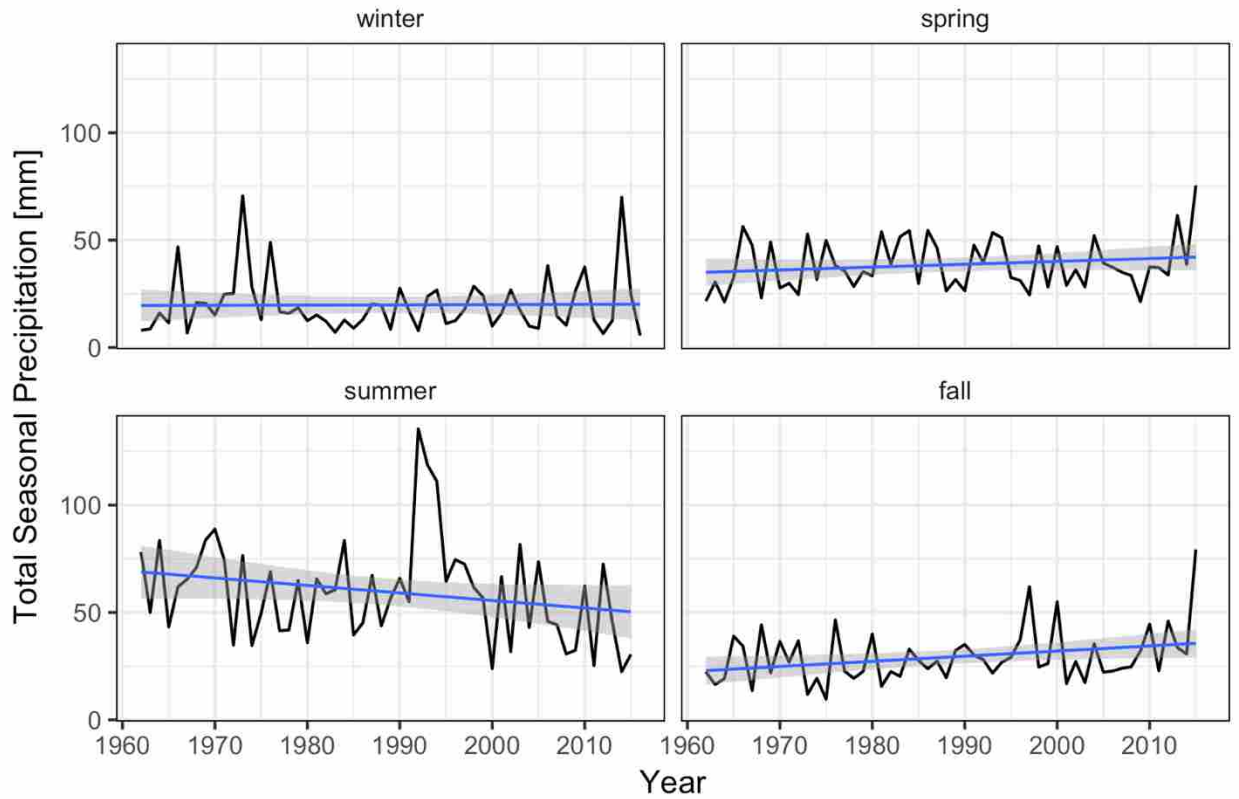 winter
spring
Total Seasonal Precipitation [mm]
100
50
0
summer
fall
100
50
0
1960 1970 1980 1990 2000 2010
1960 1970 1980 1990 2000 2010
Year